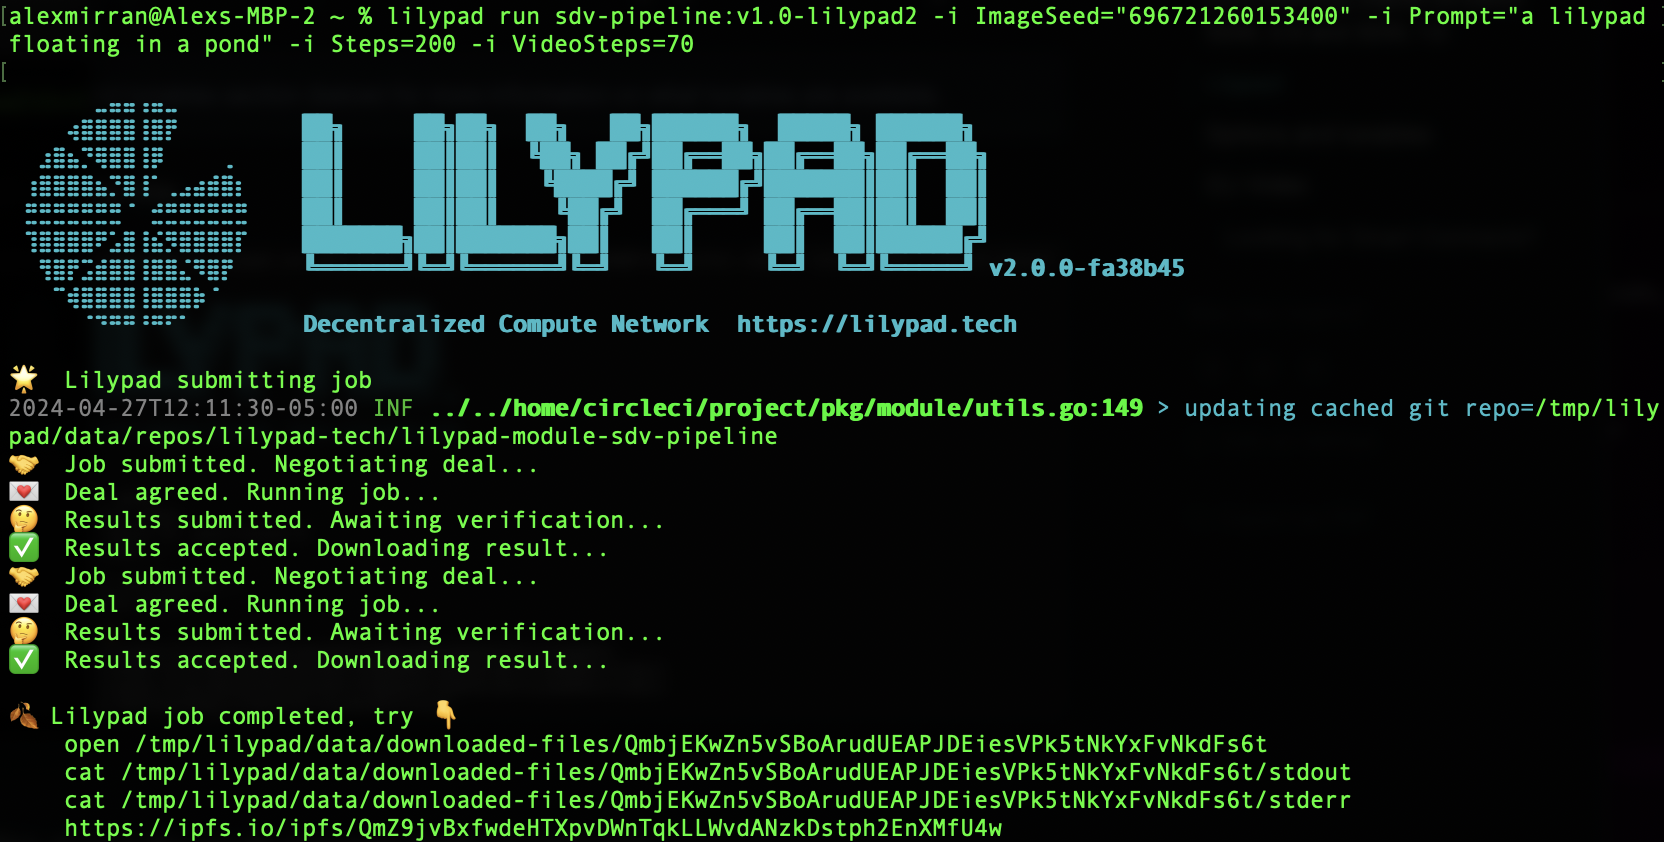 alexmirran@Alexs-MBP-2 ~ % lilypad run sdv-pipeline:v1.0-lilypad2 -i ImageSeed="696721260153400" -i Prompt="a lilypad
floating in a pond" -i Steps=200 -i VideoSteps=70
LILYPAD v2.0.0-fa38b45
Decentralized Compute Network  https://lilypad.tech
🌟  Lilypad submitting job
2024-04-27T12:11:30-05:00 INF ../../home/circleci/project/pkg/module/utils.go:149 > updating cached git repo=/tmp/lily
pad/data/repos/lilypad-tech/lilypad-module-sdv-pipeline
🤝  Job submitted. Negotiating deal...
💌  Deal agreed. Running job...
🤔  Results submitted. Awaiting verification...
✅  Results accepted. Downloading result...
🤝  Job submitted. Negotiating deal...
💌  Deal agreed. Running job...
🤔  Results submitted. Awaiting verification...
✅  Results accepted. Downloading result...
🍂 Lilypad job completed, try 👇
open /tmp/lilypad/data/downloaded-files/QmbjEKwZn5vSBoArudUEAPJDEiesVPk5tNkYxFvNkdFs6t
cat /tmp/lilypad/data/downloaded-files/QmbjEKwZn5vSBoArudUEAPJDEiesVPk5tNkYxFvNkdFs6t/stdout
cat /tmp/lilypad/data/downloaded-files/QmbjEKwZn5vSBoArudUEAPJDEiesVPk5tNkYxFvNkdFs6t/stderr
https://ipfs.io/ipfs/QmZ9jvBxfwdeHTXpvDWnTqkLLWvdANzkDstph2EnXMfU4w